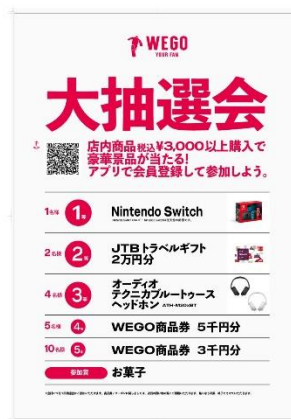 WEGO
YOUR FAN
大抽選会
店内商品税込¥3,000以上購入で
豪華景品が当たる!
アプリで会員登録して参加しよう。
1名様 1等 Nintendo Switch
2名様 2等 JTBトラベルギフト
2万円分
4名様 3等 オーディオ
テクニカブルートゥース
ヘッドホン ATH-M20xBT
5名様 4等 WEGO商品券 5千円分
10名様 5等 WEGO商品券 3千円分
参加賞 お菓子